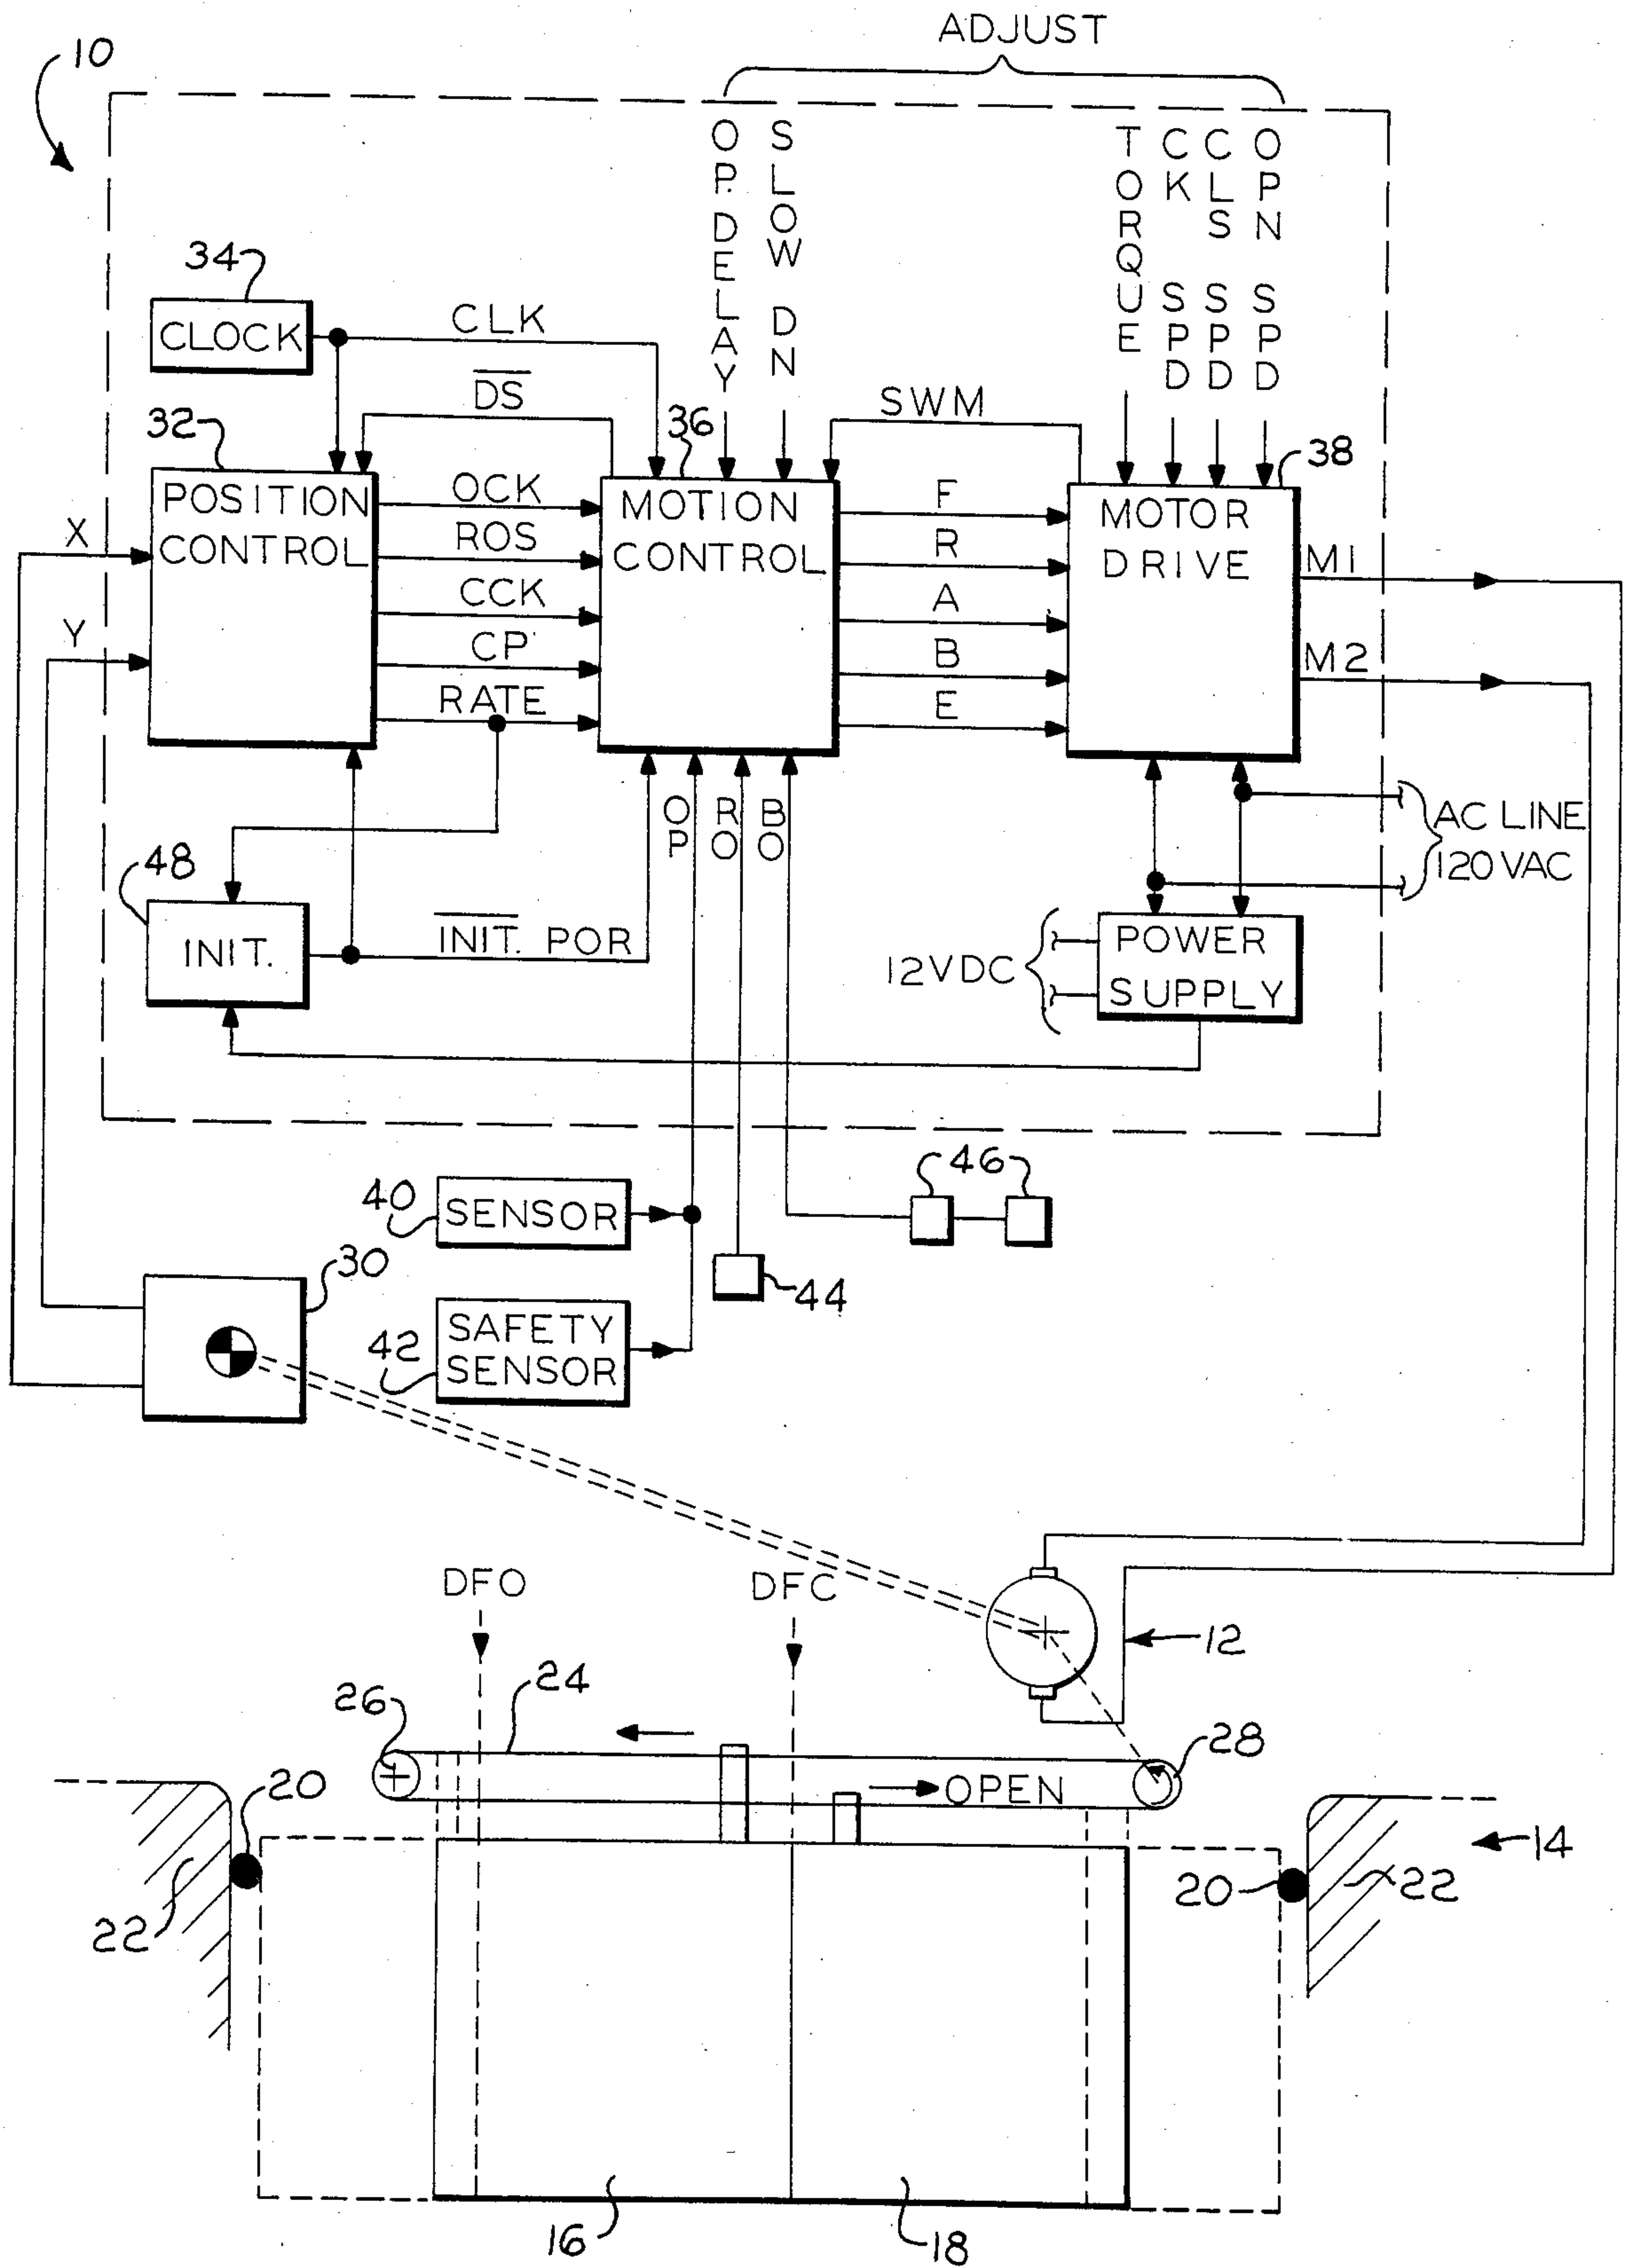 ADJUST
10
OP. DELAY
SLOW DN
TORQUE
CK SPD
CLS SPD
OPN SPD
34
CLOCK
CLK
D̅S̅
SWM
32
36
38
POSITION
CONTROL
OCK
ROS
CCK
CP
RATE
MOTION
CONTROL
F
R
A
B
E
MOTOR
DRIVE
X
Y
M1
M2
OP
RO
BO
AC LINE
120 VAC
48
INIT.
I̅N̅I̅T̅.̅ POR
12VDC
POWER
SUPPLY
46
40
SENSOR
30
44
42
SAFETY
SENSOR
DFO
DFC
12
24
26
28
OPEN
20
14
20
22
22
16
18